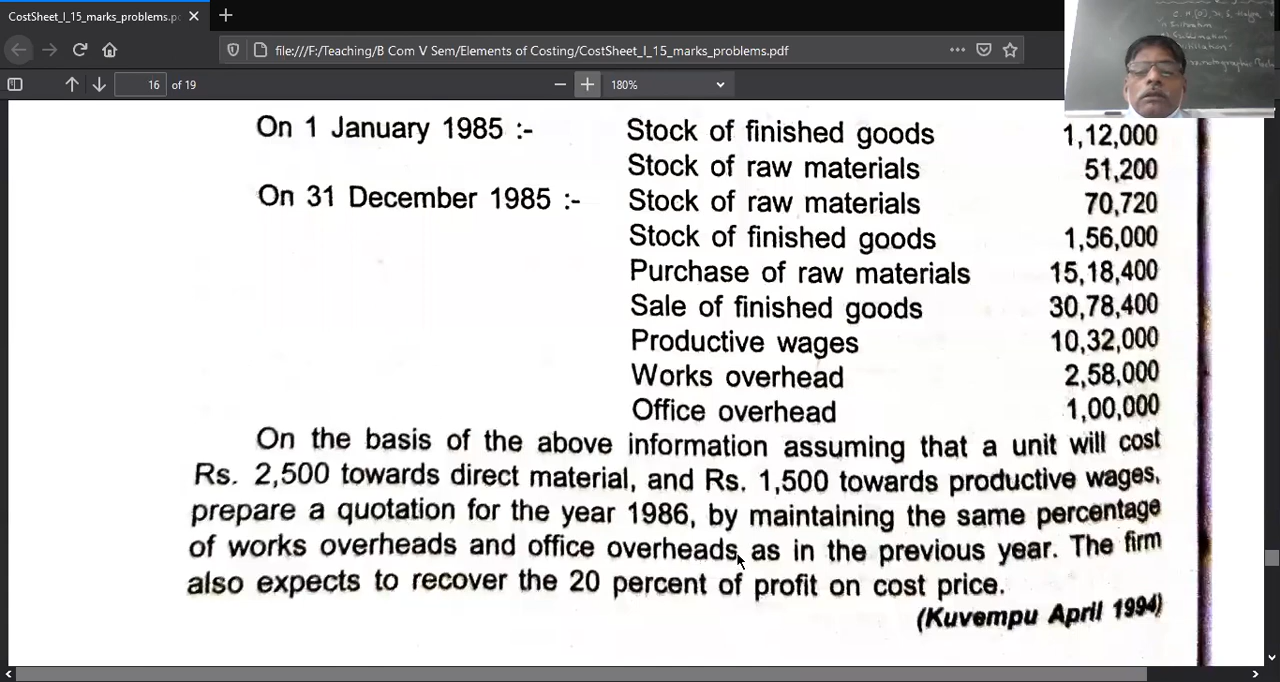 CostSheet_I_15_marks_problems.pd
file:///F:/Teaching/B Com V Sem/Elements of Costing/CostSheet_I_15_marks_problems.pdf
16 of 19
180%
On 1 January 1985 :- Stock of finished goods 1,12,000
Stock of raw materials 51,200
On 31 December 1985 :- Stock of raw materials 70,720
Stock of finished goods 1,56,000
Purchase of raw materials 15,18,400
Sale of finished goods 30,78,400
Productive wages 10,32,000
Works overhead 2,58,000
Office overhead 1,00,000
On the basis of the above information assuming that a unit will cost
Rs. 2,500 towards direct material, and Rs. 1,500 towards productive wages,
prepare a quotation for the year 1986, by maintaining the same percentage
of works overheads and office overheads, as in the previous year. The firm
also expects to recover the 20 percent of profit on cost price.
(Kuvempu April 1994)